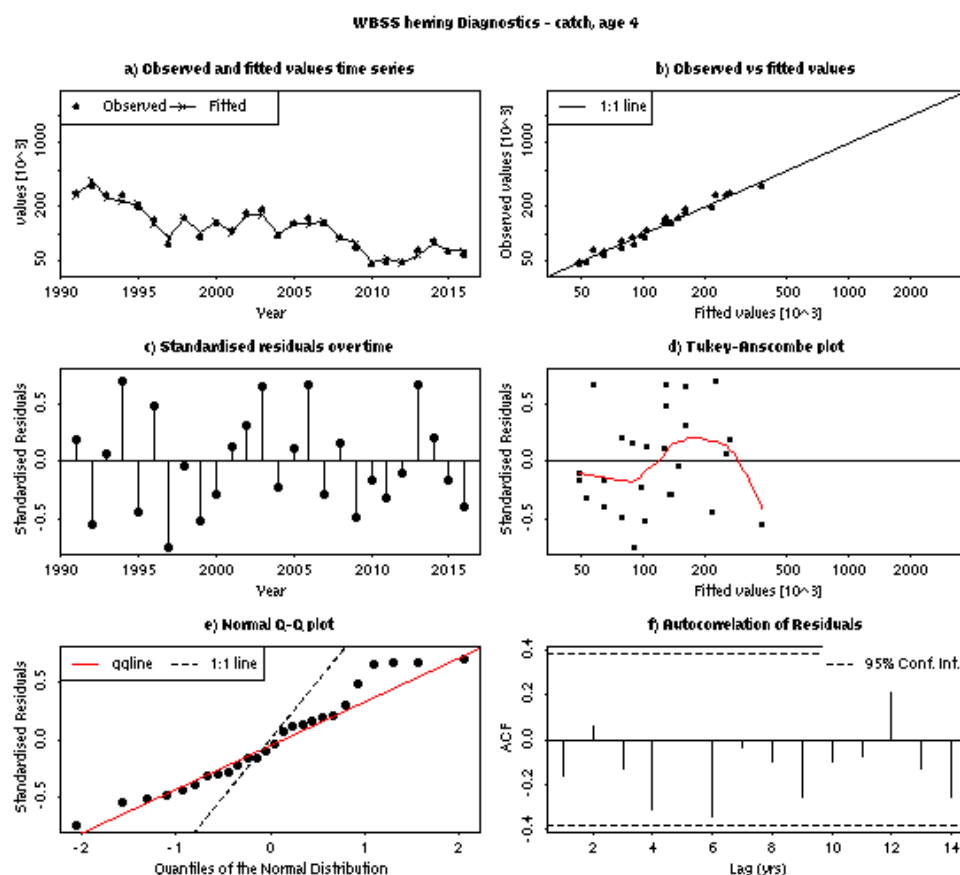 WBSS herring Diagnostics - catch, age 4
a) Observed and fitted values time series
Observed Fitted
values [10^3]
1000
200
50
1990 1995 2000 2005 2010 2015
Year
b) Observed vs fitted values
1:1 line
Observed values [10^3]
1000
200
50
50 100 200 500 1000 2000
Fitted values [10^3]
c) Standardised residuals over time
Standardised Residuals
0.5
0.0
-0.5
1990 1995 2000 2005 2010 2015
Year
d) Tukey-Anscombe plot
Standardised Residuals
0.5
0.0
-0.5
50 100 200 500 1000 2000
Fitted values [10^3]
e) Normal Q-Q plot
qqline 1:1 line
Standardised Residuals
0.5
0.0
-0.5
-2 -1 0 1 2
Quantiles of the Normal Distribution
f) Autocorrelation of Residuals
95% Conf. Int.
ACF
0.4
0.2
0.0
-0.2
-0.4
2 4 6 8 10 12 14
Lag (yrs)